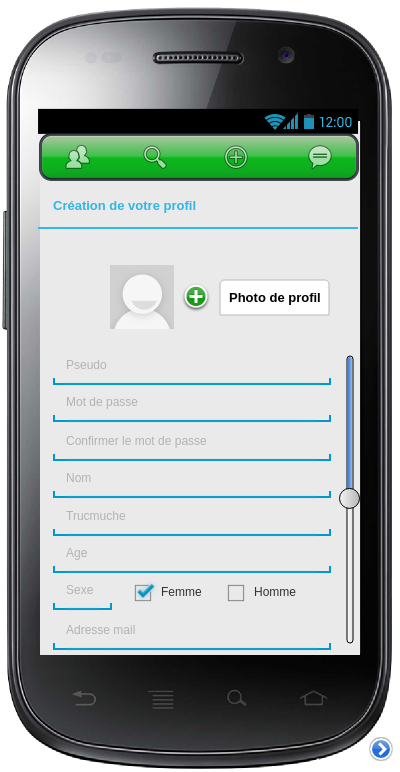 12:00
Création de votre profil
Photo de profil
Pseudo
Mot de passe
Confirmer le mot de passe
Nom
Trucmuche
Age
Sexe Femme Homme
Adresse mail